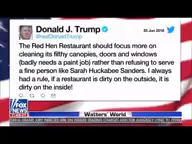 Donald J. Trump
@realDonaldTrump
25 Jun 2018
The Red Hen Restaurant should focus more on
cleaning its filthy canopies, doors and windows
(badly needs a paint job) rather than refusing to serve
a fine person like Sarah Huckabee Sanders. I always
had a rule, if a restaurant is dirty on the outside, it is
dirty on the inside!
FOX
NEWS
channel
Watters' World